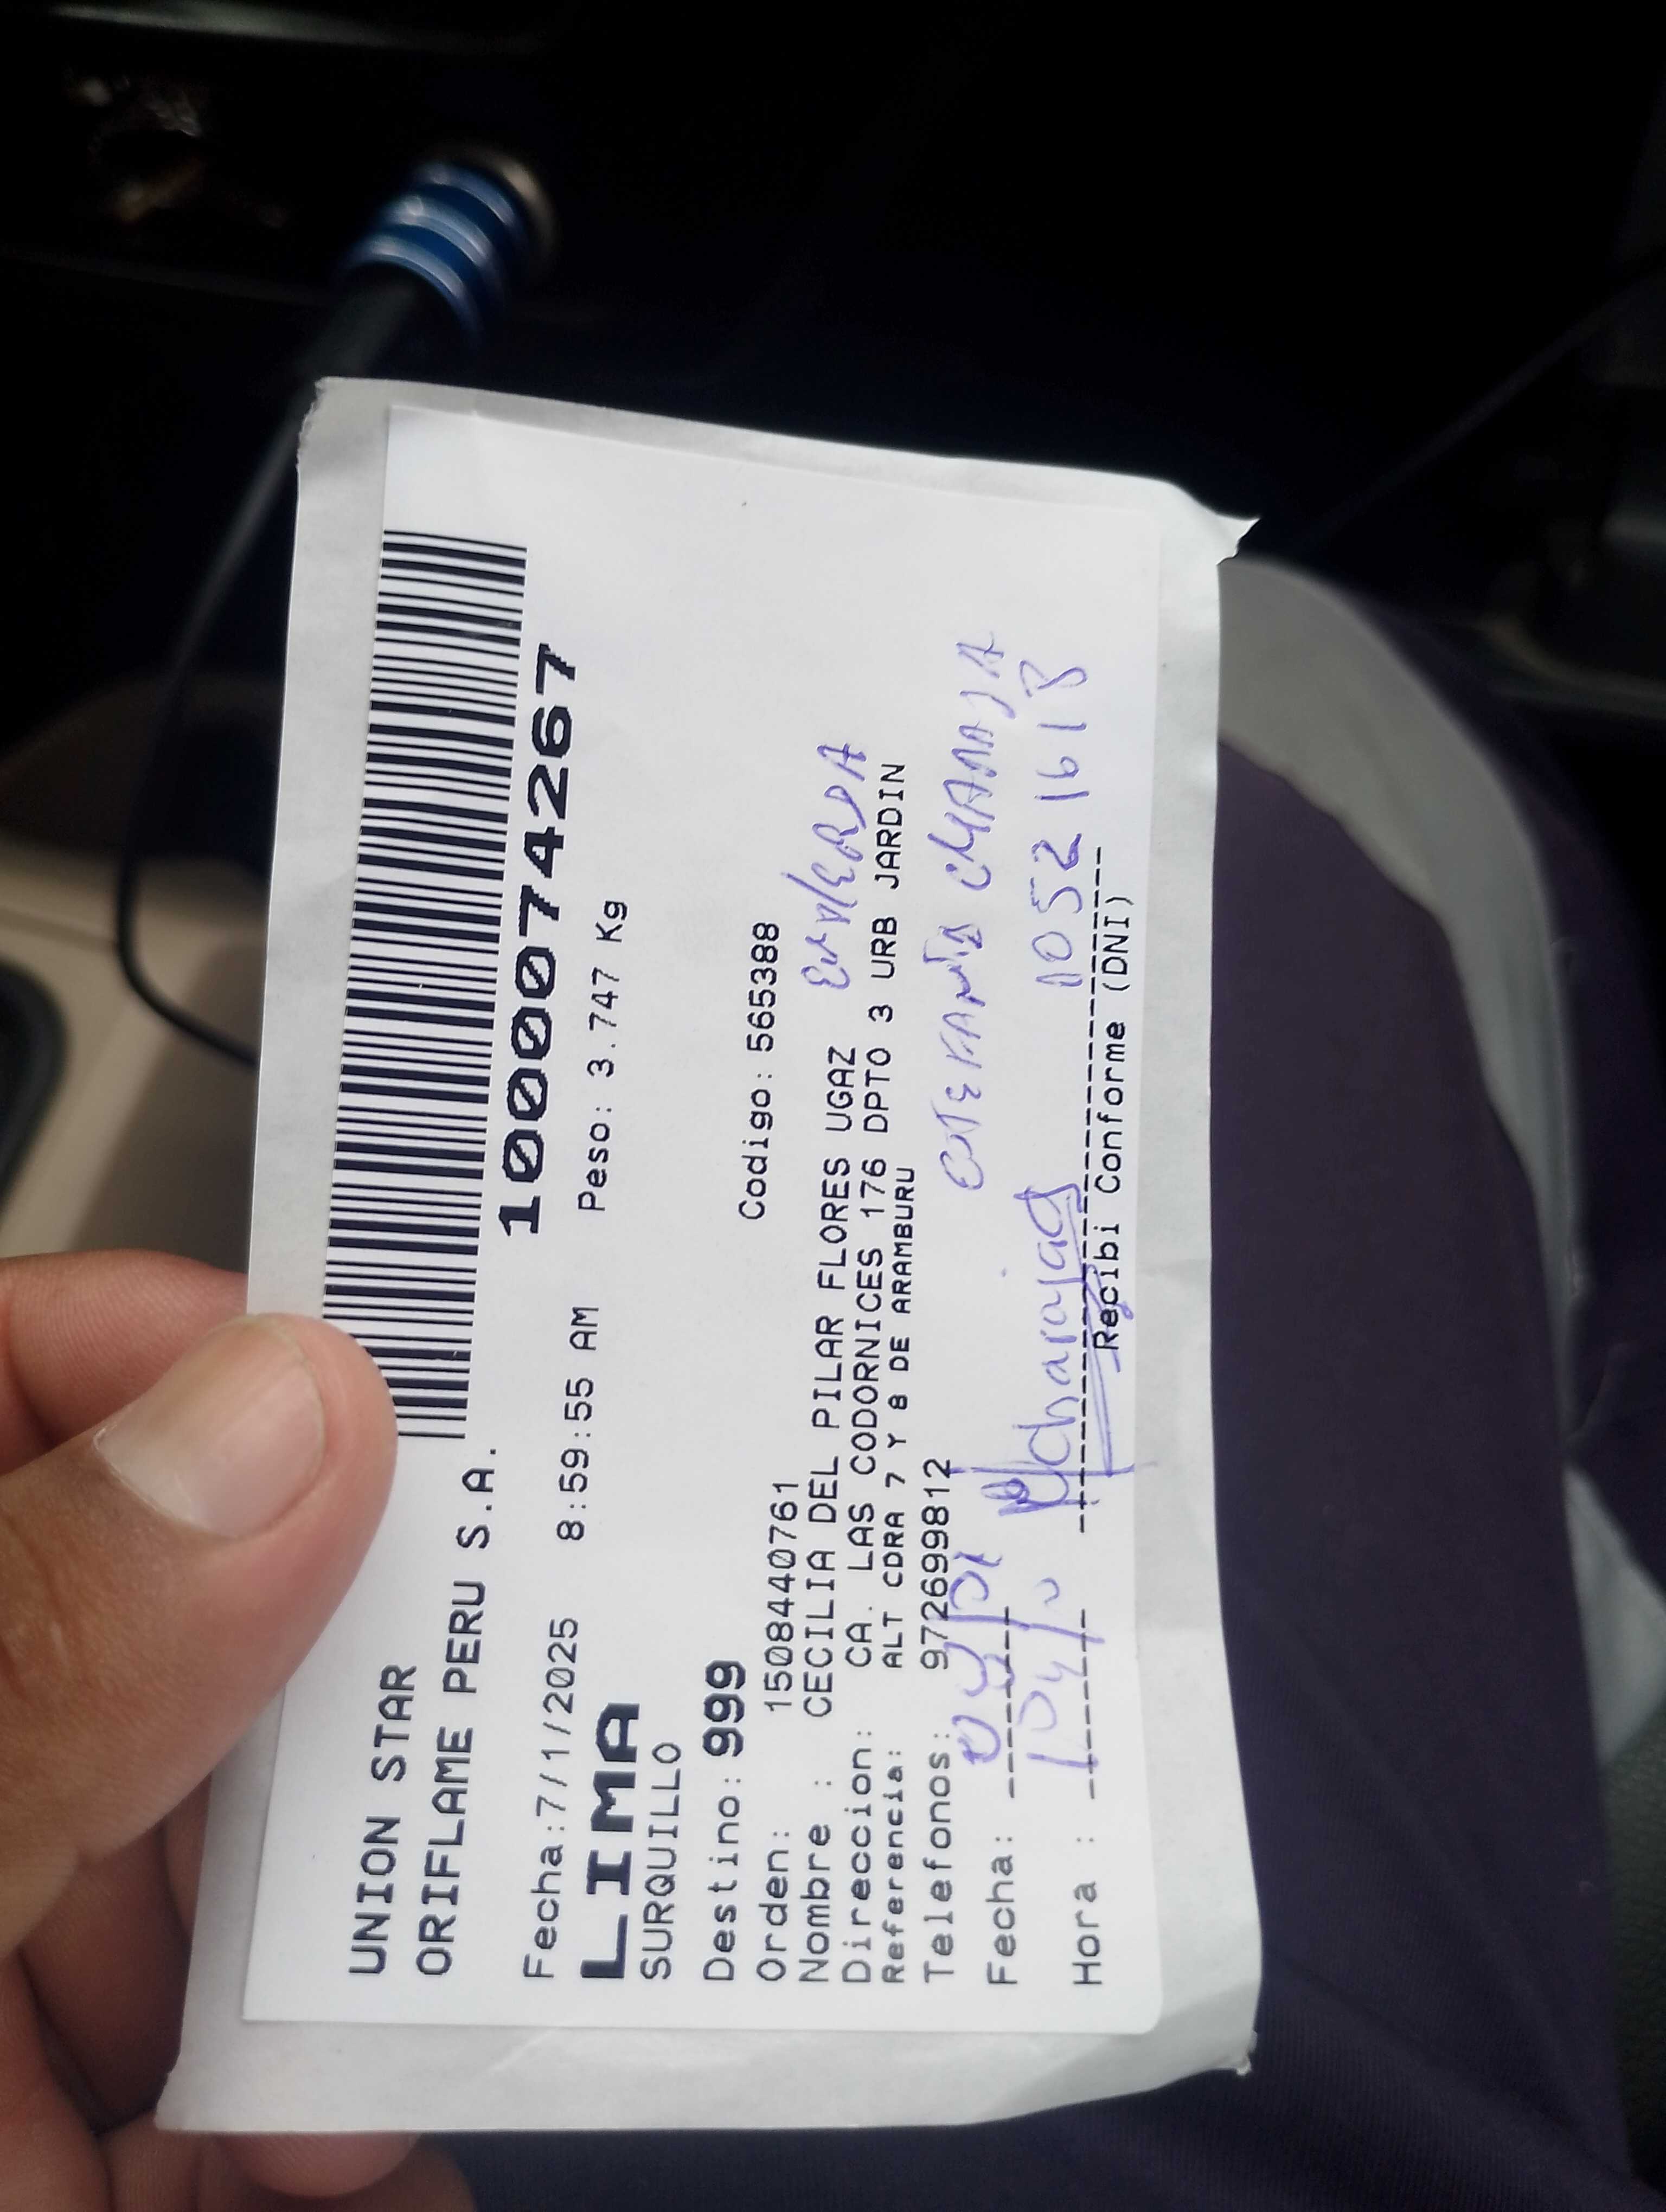 UNION STAR
ORIFLAME PERU S.A.
1000074267
Fecha:7/1/2025 8:59:55 AM Peso: 3.747 Kg
LIMA
SURQUILLO
Destino: 999 Codigo: 565388
Orden: 1508440761
Nombre : CECILIA DEL PILAR FLORES UGAZ
Direccion: CA. LAS CODORNICES 176 DPTO 3 URB JARDIN
Referencia: ALT CDRA 7 Y 8 DE ARAMBURU
Telefonos: 972699812
Fecha:
10521618
Hora :
Recibi Conforme (DNI)